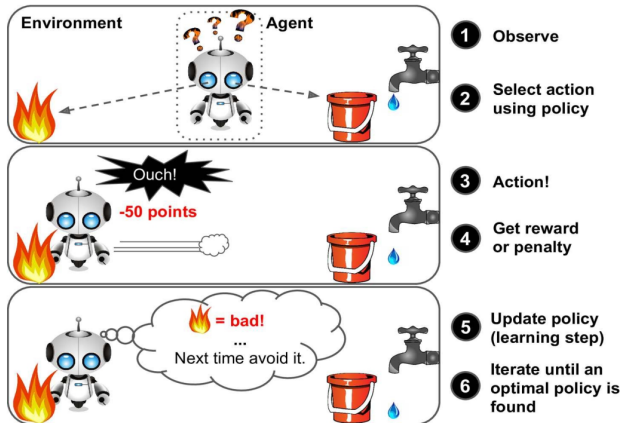 Environment
Agent
? ? ?
1 Observe
2 Select action
using policy
Ouch!
-50 points
3 Action!
4 Get reward
or penalty
= bad!
...
Next time avoid it.
5 Update policy
(learning step)
6 Iterate until an
optimal policy is
found